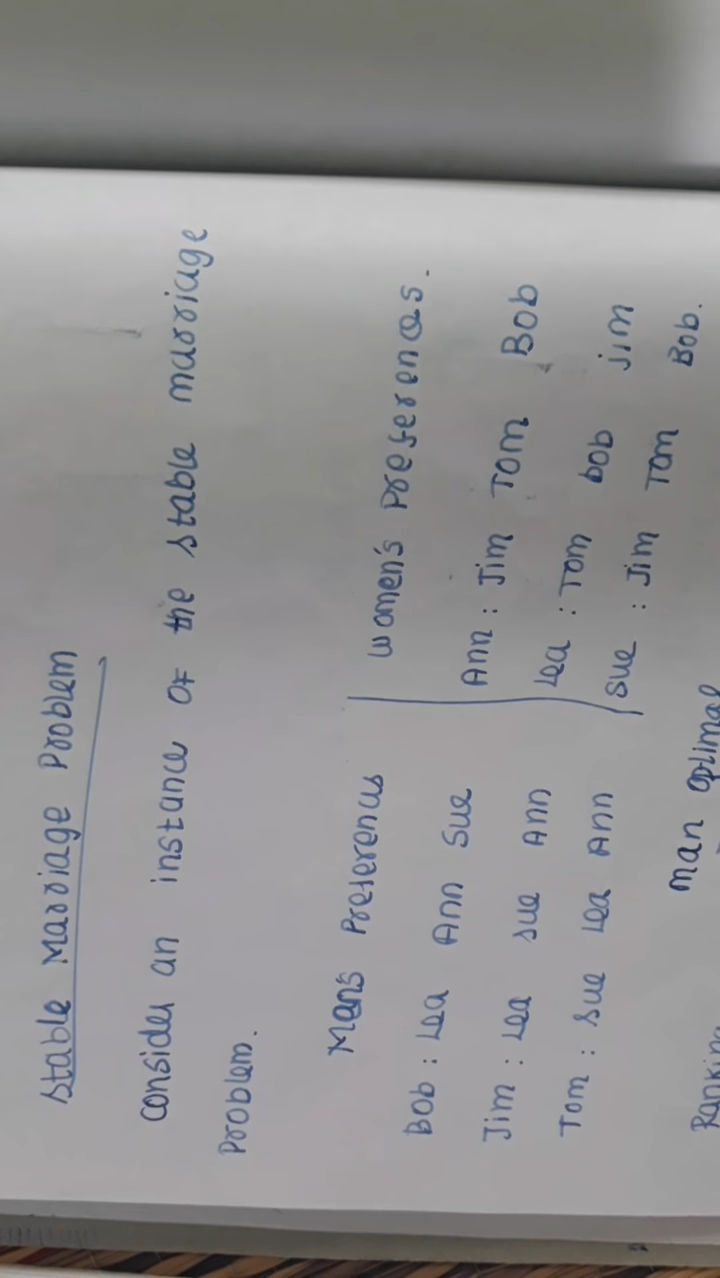 Stable Marriage Problem
Consider an instance OF the stable marriage
Problem.
Mens Preferences Women's Preferences.
Bob : Lea Ann Sue Ann : Jim Tom Bob
Jim : Lea Sue Ann Lea : Tom bob jim
Tom : Sue Lea Ann Sue : Jim Tom Bob.
man optimal